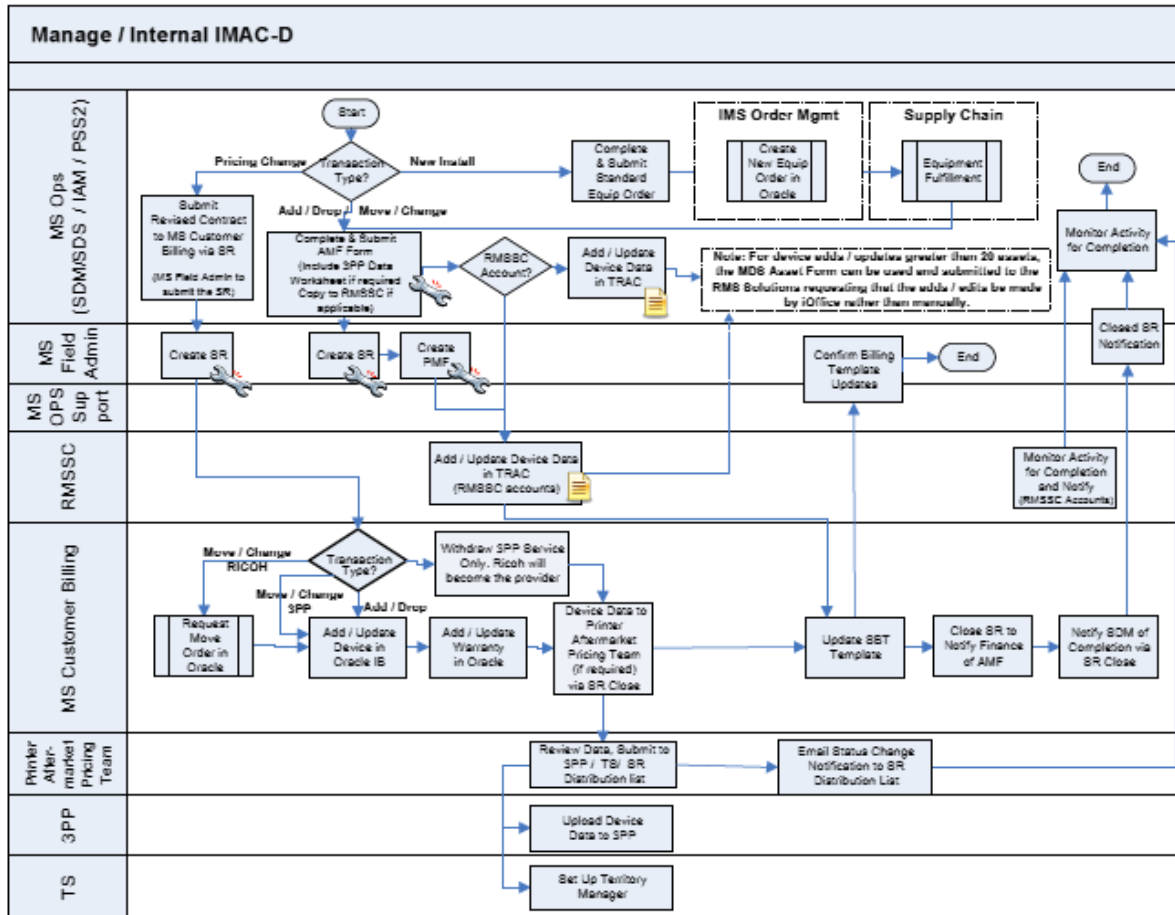 Manage / Internal IMAC-D
MS Ops
(SDM/SDS / IAM / PSS2)
Start
Transaction
Type?
Pricing Change
New Install
Add / Drop /
Move / Change
Submit
Revised Contract
to MS Customer
Billing via SR
(MS Field Admin to
submit the SR)
Complete & Submit
AMF Form
(Include 3PP Data
Worksheet if required
Copy to RMSSC if
applicable)
RMSSC
Account?
Complete
& Submit
Standard
Equip Order
Add / Update
Device Data
in TRAC
IMS Order Mgmt
Create
New Equip
Order in
Oracle
Supply Chain
Equipment
Fulfillment
Note: For device adds / updates greater than 20 assets,
the MDS Asset Form can be used and submitted to the
RMS Solutions requesting that the adds / edits be made
by iOffice rather than manually.
End
Monitor Activity
for Completion
MS
Field
Admin
Create SR
Create SR
Create
PMF
Confirm Billing
Template
Updates
End
Closed SR
Notification
MS
OPS
Sup
port
RMSSC
Add / Update Device Data
in TRAC
(RMSSC accounts)
Monitor Activity
for Completion
and Notify
(RMSSC Accounts)
MS Customer Billing
Move / Change
RICOH
Transaction
Type?
Move / Change
3PP
Add / Drop
Withdraw 3PP Service
Only. Ricoh will
become the provider
Request
Move
Order in
Oracle
Add / Update
Device in
Oracle IB
Add / Update
Warranty
in Oracle
Device Data to
Printer
Aftermarket
Pricing Team
(if required)
via SR Close
Update SBT
Template
Close SR to
Notify Finance
of AMF
Notify SDM of
Completion via
SR Close
Printer
After-
market
Pricing
Team
Review Data, Submit to
3PP / TS/ SR
Distribution list
Email Status Change
Notification to SR
Distribution List
3PP
Upload Device
Data to 3PP
TS
Set Up Territory
Manager